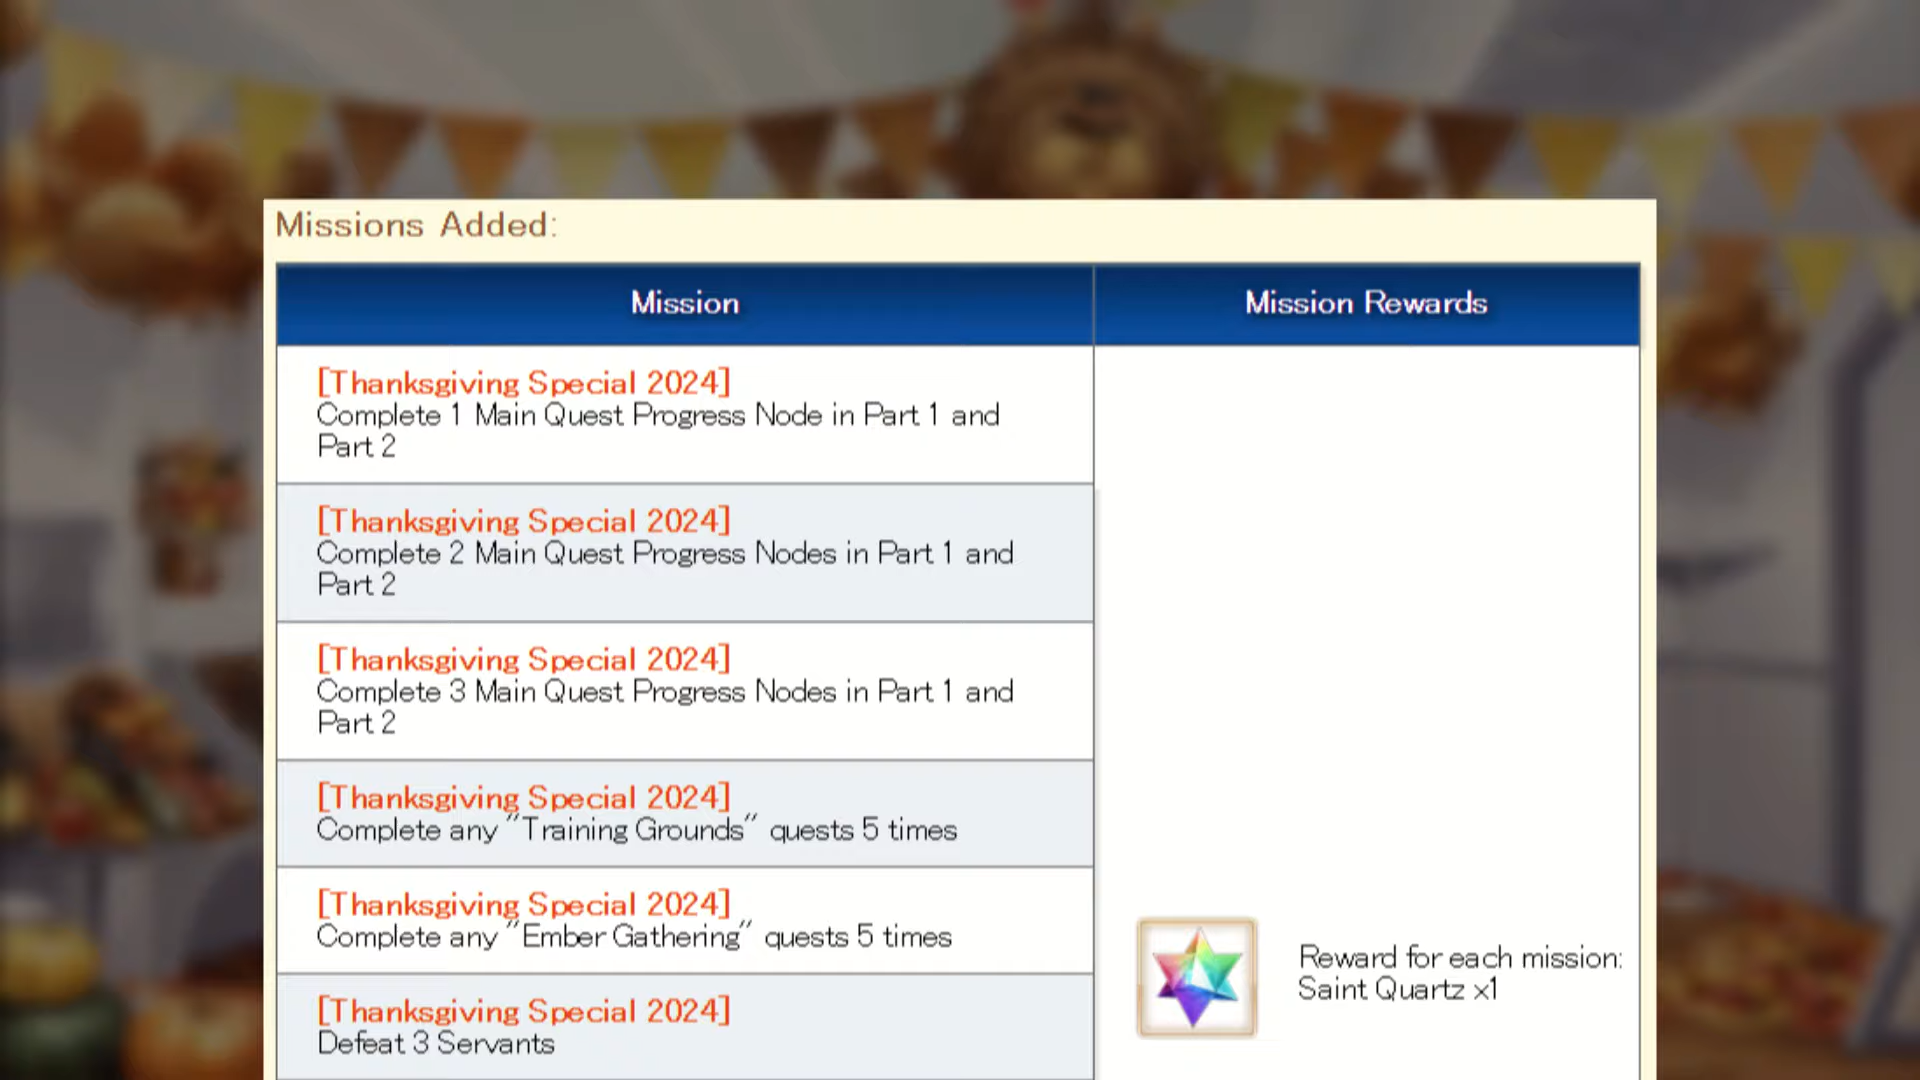 Missions Added:
Mission
Mission Rewards
[Thanksgiving Special 2024]
Complete 1 Main Quest Progress Node in Part 1 and
Part 2
[Thanksgiving Special 2024]
Complete 2 Main Quest Progress Nodes in Part 1 and
Part 2
[Thanksgiving Special 2024]
Complete 3 Main Quest Progress Nodes in Part 1 and
Part 2
[Thanksgiving Special 2024]
Complete any "Training Grounds" quests 5 times
[Thanksgiving Special 2024]
Complete any "Ember Gathering" quests 5 times
[Thanksgiving Special 2024]
Defeat 3 Servants
Reward for each mission:
Saint Quartz x1